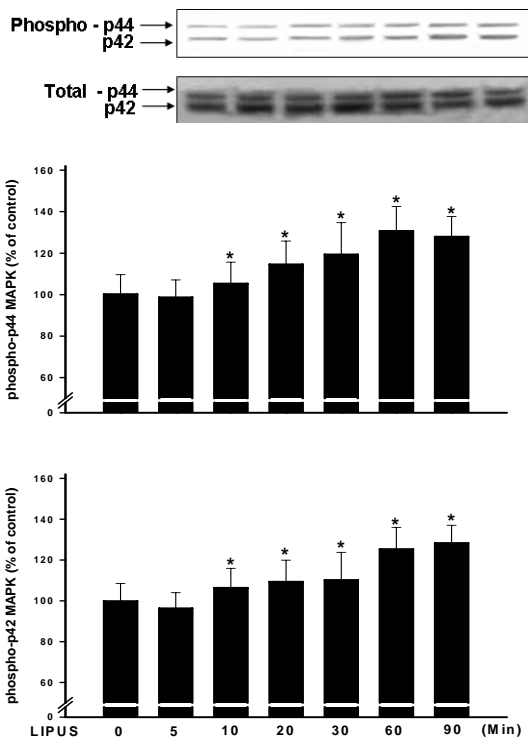 Phospho - p44
p42
Total - p44
p42
phospho-p44 MAPK (% of control)
160
140
120
100
80
60
0
* * * * *
phospho-p42 MAPK (% of control)
160
140
120
100
80
60
0
* * * * *
LIPUS 0 5 10 20 30 60 90 (Min)